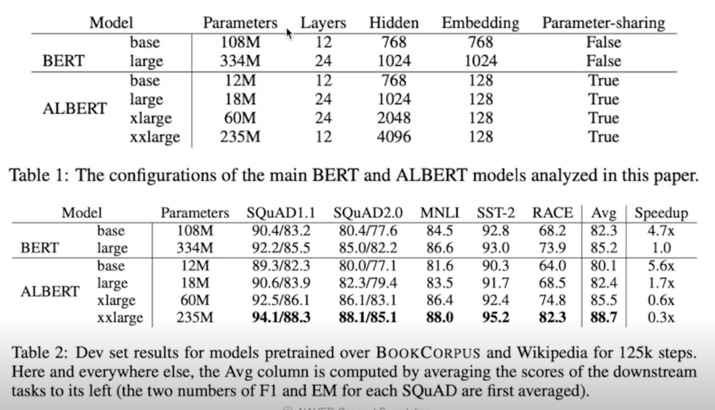 Model Parameters Layers Hidden Embedding Parameter-sharing
base 108M 12 768 768 False
BERT large 334M 24 1024 1024 False
base 12M 12 768 128 True
ALBERT large 18M 24 1024 128 True
xlarge 60M 24 2048 128 True
xxlarge 235M 12 4096 128 True
Table 1: The configurations of the main BERT and ALBERT models analyzed in this paper.
Model Parameters SQuAD1.1 SQuAD2.0 MNLI SST-2 RACE Avg Speedup
base 108M 90.4/83.2 80.4/77.6 84.5 92.8 68.2 82.3 4.7x
BERT large 334M 92.2/85.5 85.0/82.2 86.6 93.0 73.9 85.2 1.0
base 12M 89.3/82.3 80.0/77.1 81.6 90.3 64.0 80.1 5.6x
ALBERT large 18M 90.6/83.9 82.3/79.4 83.5 91.7 68.5 82.4 1.7x
xlarge 60M 92.5/86.1 86.1/83.1 86.4 92.4 74.8 85.5 0.6x
xxlarge 235M 94.1/88.3 88.1/85.1 88.0 95.2 82.3 88.7 0.3x
Table 2: Dev set results for models pretrained over BOOKCORPUS and Wikipedia for 125k steps.
Here and everywhere else, the Avg column is computed by averaging the scores of the downstream
tasks to its left (the two numbers of F1 and EM for each SQuAD are first averaged).